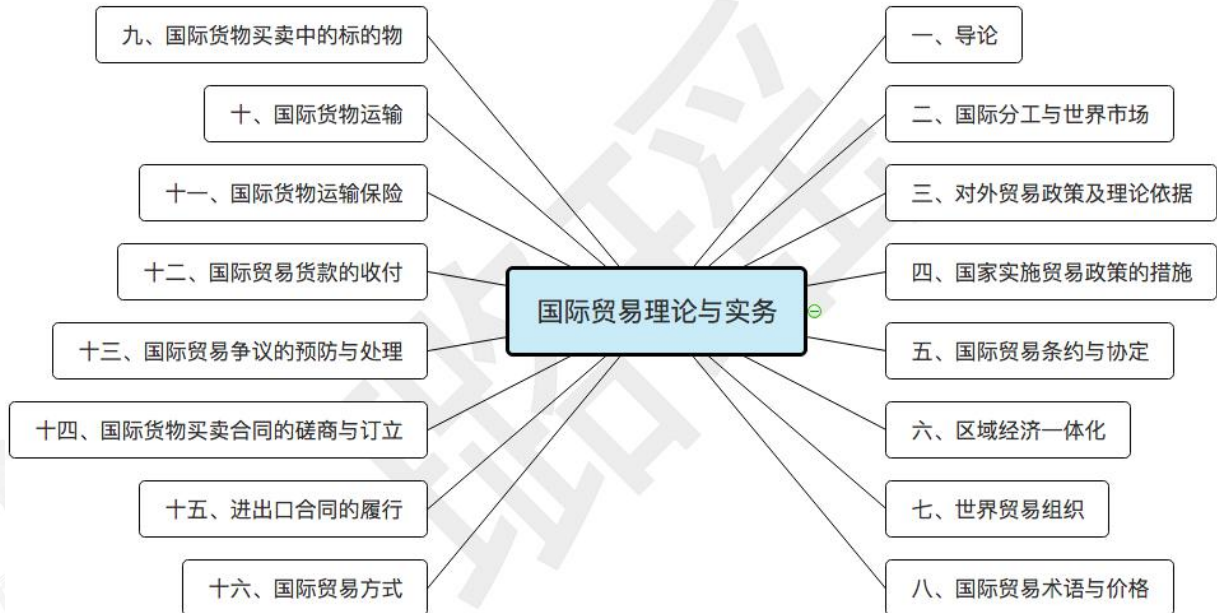 国际贸易理论与实务
一、导论
二、国际分工与世界市场
三、对外贸易政策及理论依据
四、国家实施贸易政策的措施
五、国际贸易条约与协定
六、区域经济一体化
七、世界贸易组织
八、国际贸易术语与价格
九、国际货物买卖中的标的物
十、国际货物运输
十一、国际货物运输保险
十二、国际贸易货款的收付
十三、国际贸易争议的预防与处理
十四、国际货物买卖合同的磋商与订立
十五、进出口合同的履行
十六、国际贸易方式